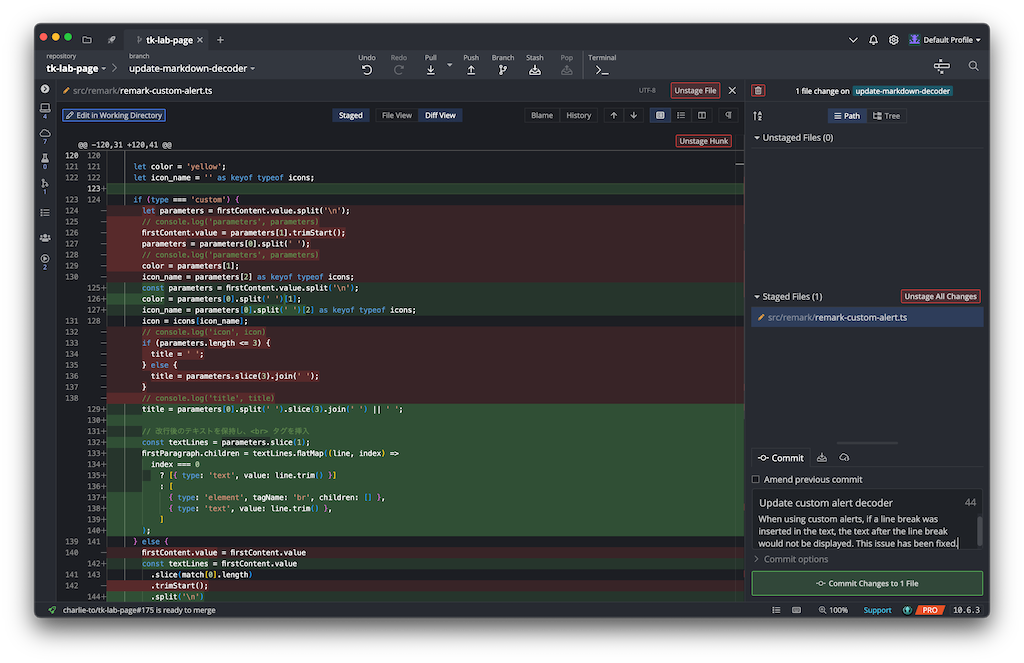 tk-lab-page
repository
tk-lab-page
branch
update-markdown-decoder
Undo
Redo
Pull
Push
Branch
Stash
Pop
Terminal
Default Profile
src/remark/remark-custom-alert.ts
UTF-8
Unstage File
Edit in Working Directory
Staged
File View
Diff View
Blame
History
@@ -120,31 +120,41 @@
Unstage Hunk
120 120
121 121 let color = 'yellow';
122 122 let icon_name = '' as keyof typeof icons;
123+
123 124 if (type === 'custom') {
124 − let parameters = firstContent.value.split('\n');
125 − // console.log('parameters', parameters)
126 − firstContent.value = parameters[1].trimStart();
127 − parameters = parameters[0].split(' ');
128 − // console.log('parameters', parameters)
129 − color = parameters[1];
130 − icon_name = parameters[2] as keyof typeof icons;
125+ const parameters = firstContent.value.split('\n');
126+ color = parameters[0].split(' ')[1];
127+ icon_name = parameters[0].split(' ')[2] as keyof typeof icons;
131 128 icon = icons[icon_name];
132 − // console.log('icon', icon)
133 − if (parameters.length <= 3) {
134 − title = ' ';
135 − } else {
136 − title = parameters.slice(3).join(' ');
137 − }
138 − // console.log('title', title)
129+ title = parameters[0].split(' ').slice(3).join(' ') || ' ';
130+
131+ // 改行後のテキストを保持し、<br> タグを挿入
132+ const textLines = parameters.slice(1);
133+ firstParagraph.children = textLines.flatMap((line, index) =>
134+ index === 0
135+ ? [{ type: 'text', value: line.trim() }]
136+ : [
137+ { type: 'element', tagName: 'br', children: [] },
138+ { type: 'text', value: line.trim() },
139+ ]
140+ );
139 141 } else {
140 − firstContent.value = firstContent.value
142+ const textLines = firstContent.value
141 143 .slice(match[0].length)
142 − .trimStart();
144+ .split('\n')
4
7
0
1
2
1 file change on update-markdown-decoder
Path
Tree
Unstaged Files (0)
Staged Files (1)
Unstage All Changes
src/remark/remark-custom-alert.ts
Commit
Amend previous commit
Update custom alert decoder 44
When using custom alerts, if a line break was
inserted in the text, the text after the line break
would not be displayed. This issue has been fixed.
Commit options
Commit Changes to 1 File
charlie-to/tk-lab-page#175 is ready to merge
100%
Support
PRO
10.6.3